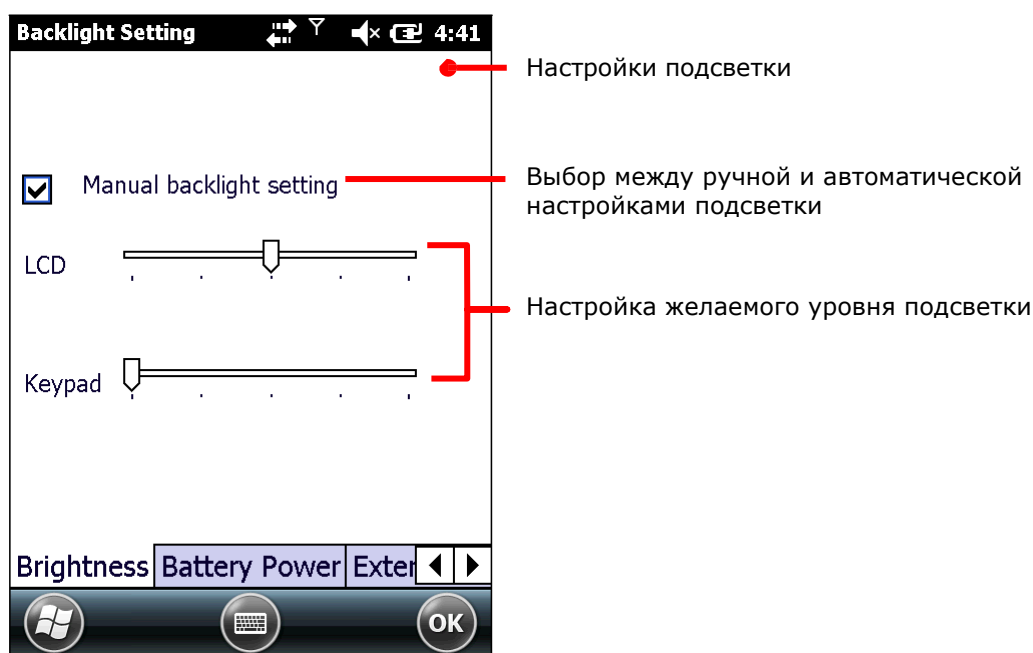 Backlight Setting 4:41
Настройки подсветки
Manual backlight setting
Выбор между ручной и автоматической
настройками подсветки
LCD
Настройка желаемого уровня подсветки
Keypad
Brightness Battery Power Exter
OK